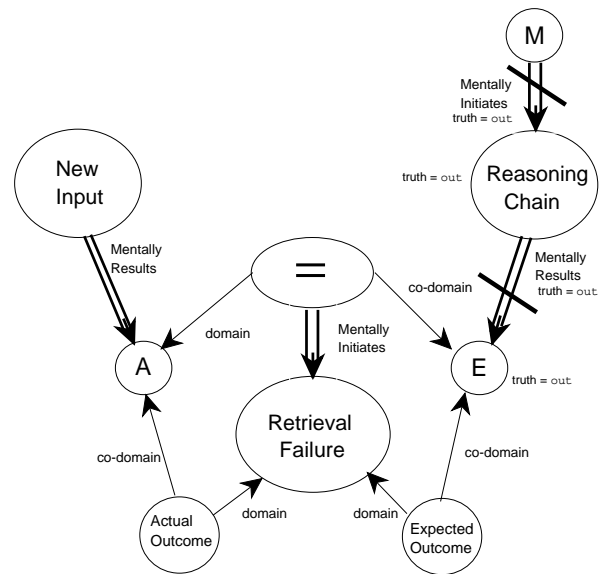 M
Mentally
Initiates
truth = out
New
Input
truth = out
Reasoning
Chain
Mentally
Results
=
Mentally
Results
truth = out
co-domain
domain
Mentally
Initiates
A
E
truth = out
Retrieval
Failure
co-domain
co-domain
Actual
Outcome
domain
domain
Expected
Outcome